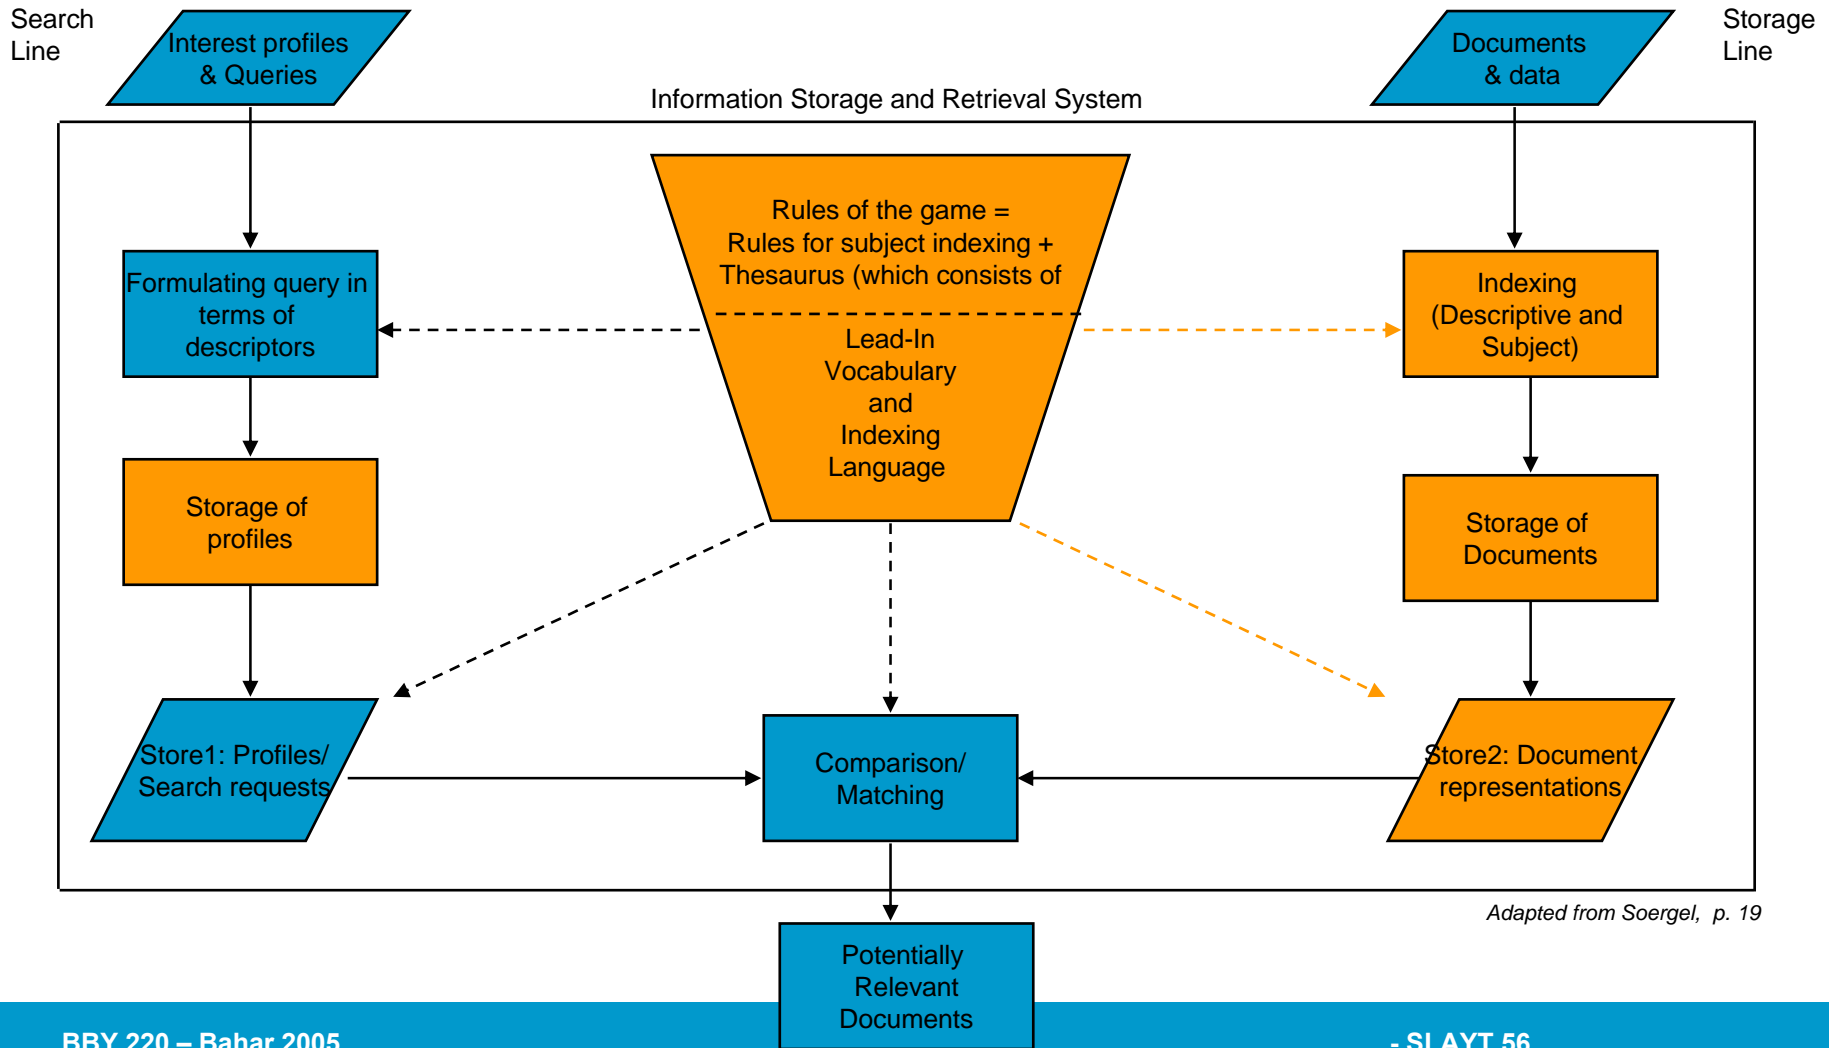 Search
Line
Interest profiles
& Queries
Documents
& data
Storage
Line
Information Storage and Retrieval System
Rules of the game =
Rules for subject indexing +
Thesaurus (which consists of
Lead-In
Vocabulary
and
Indexing
Language
Formulating query in
terms of
descriptors
Indexing
(Descriptive and
Subject)
Storage of
profiles
Storage of
Documents
Store1: Profiles/
Search requests
Comparison/
Matching
Store2: Document
representations
Adapted from Soergel, p. 19
Potentially
Relevant
Documents
BBY 220 – Bahar 2005
- SLAYT 56